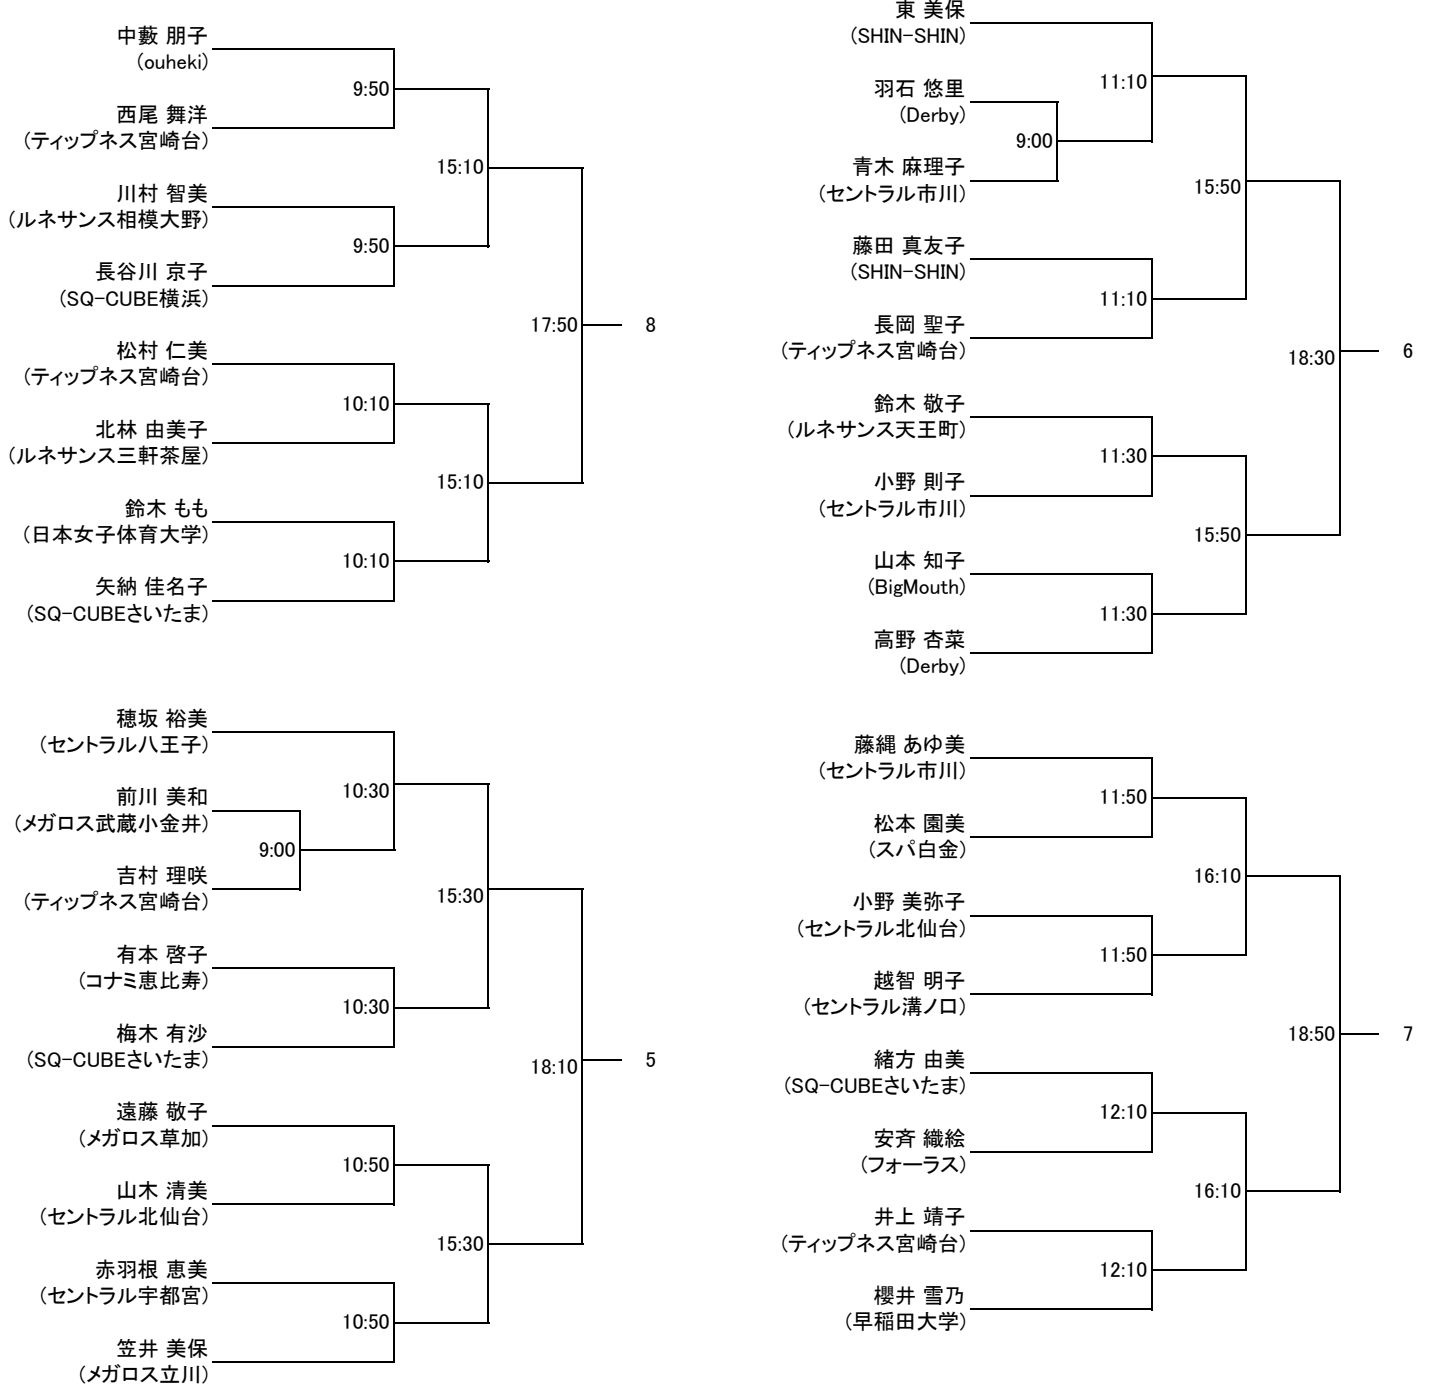 中藪 朋子
(ouheki)
9:50
西尾 舞洋
(ティップネス宮崎台)
15:10
川村 智美
(ルネサンス相模大野)
9:50
長谷川 京子
(SQ-CUBE横浜)
17:50
8
松村 仁美
(ティップネス宮崎台)
10:10
北林 由美子
(ルネサンス三軒茶屋)
15:10
鈴木 もも
(日本女子体育大学)
10:10
矢納 佳名子
(SQ-CUBEさいたま)
穂坂 裕美
(セントラル八王子)
10:30
前川 美和
(メガロス武蔵小金井)
9:00
吉村 理咲
(ティップネス宮崎台)
15:30
有本 啓子
(コナミ恵比寿)
10:30
梅木 有沙
(SQ-CUBEさいたま)
18:10
5
遠藤 敬子
(メガロス草加)
10:50
山木 清美
(セントラル北仙台)
15:30
赤羽根 恵美
(セントラル宇都宮)
10:50
笠井 美保
(メガロス立川)
東 美保
(SHIN-SHIN)
11:10
羽石 悠里
(Derby)
9:00
青木 麻理子
(セントラル市川)
15:50
藤田 真友子
(SHIN-SHIN)
11:10
長岡 聖子
(ティップネス宮崎台)
18:30
6
鈴木 敬子
(ルネサンス天王町)
11:30
小野 則子
(セントラル市川)
15:50
山本 知子
(BigMouth)
11:30
高野 杏菜
(Derby)
藤縄 あゆ美
(セントラル市川)
11:50
松本 園美
(スパ白金)
16:10
小野 美弥子
(セントラル北仙台)
11:50
越智 明子
(セントラル溝ノ口)
18:50
7
緒方 由美
(SQ-CUBEさいたま)
12:10
安斉 織絵
(フォーラス)
16:10
井上 靖子
(ティップネス宮崎台)
12:10
櫻井 雪乃
(早稲田大学)